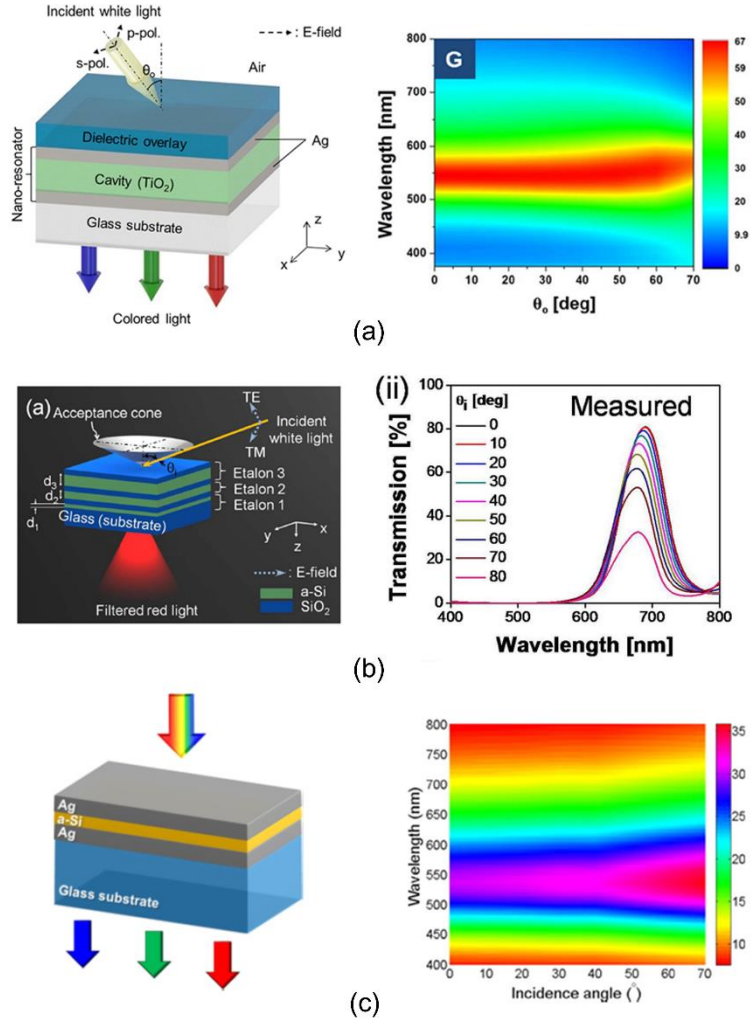 Incident white light
p-pol.
s-pol.
θo
: E-field
Air
Dielectric overlay
Ag
Nano-resonator
Cavity (TiO2)
Glass substrate
z
y
x
Colored light
G
Wavelength [nm]
800
700
600
500
400
0 10 20 30 40 50 60 70
θo [deg]
67
60
50
40
30
20
9.9
0
(a)
(a)
Acceptance cone
TE
Incident
white light
TM
θi
d3
d2
d1
Etalon 3
Etalon 2
Etalon 1
Glass (substrate)
y
x
z
: E-field
a-Si
SiO2
Filtered red light
(ii)
Transmission [%]
100
80
60
40
20
0
θi [deg]
0
10
20
30
40
50
60
70
80
Measured
400 500 600 700 800
Wavelength [nm]
(b)
Ag
a-Si
Ag
Glass substrate
Wavelength (nm)
800
750
700
650
600
550
500
450
400
0 10 20 30 40 50 60 70
Incidence angle (°)
35
30
25
20
15
10
(c)